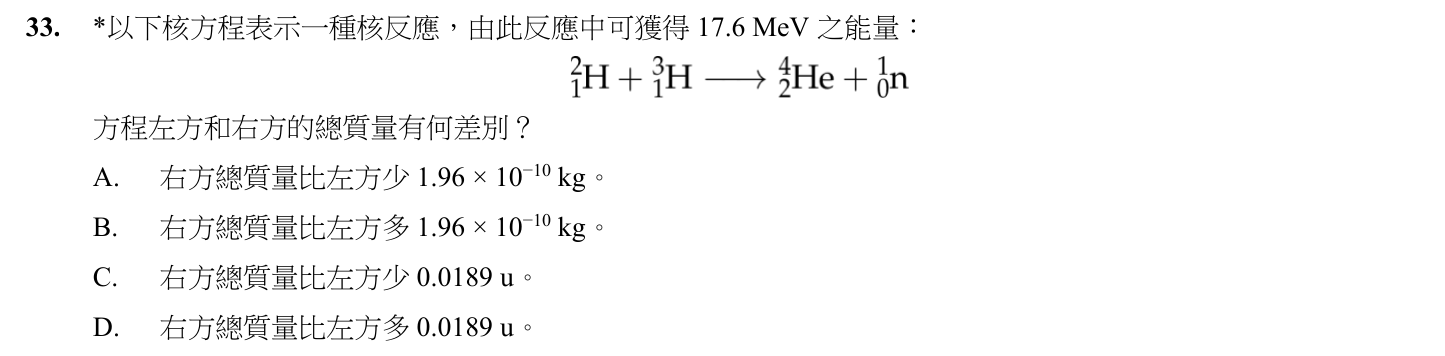 33. *以下核方程表示一種核反應，由此反應中可獲得 17.6 MeV 之能量：
²₁H + ³₁H ⟶ ⁴₂He + ¹₀n
方程左方和右方的總質量有何差別？
A. 右方總質量比左方少 1.96 × 10⁻¹⁰ kg。
B. 右方總質量比左方多 1.96 × 10⁻¹⁰ kg。
C. 右方總質量比左方少 0.0189 u。
D. 右方總質量比左方多 0.0189 u。